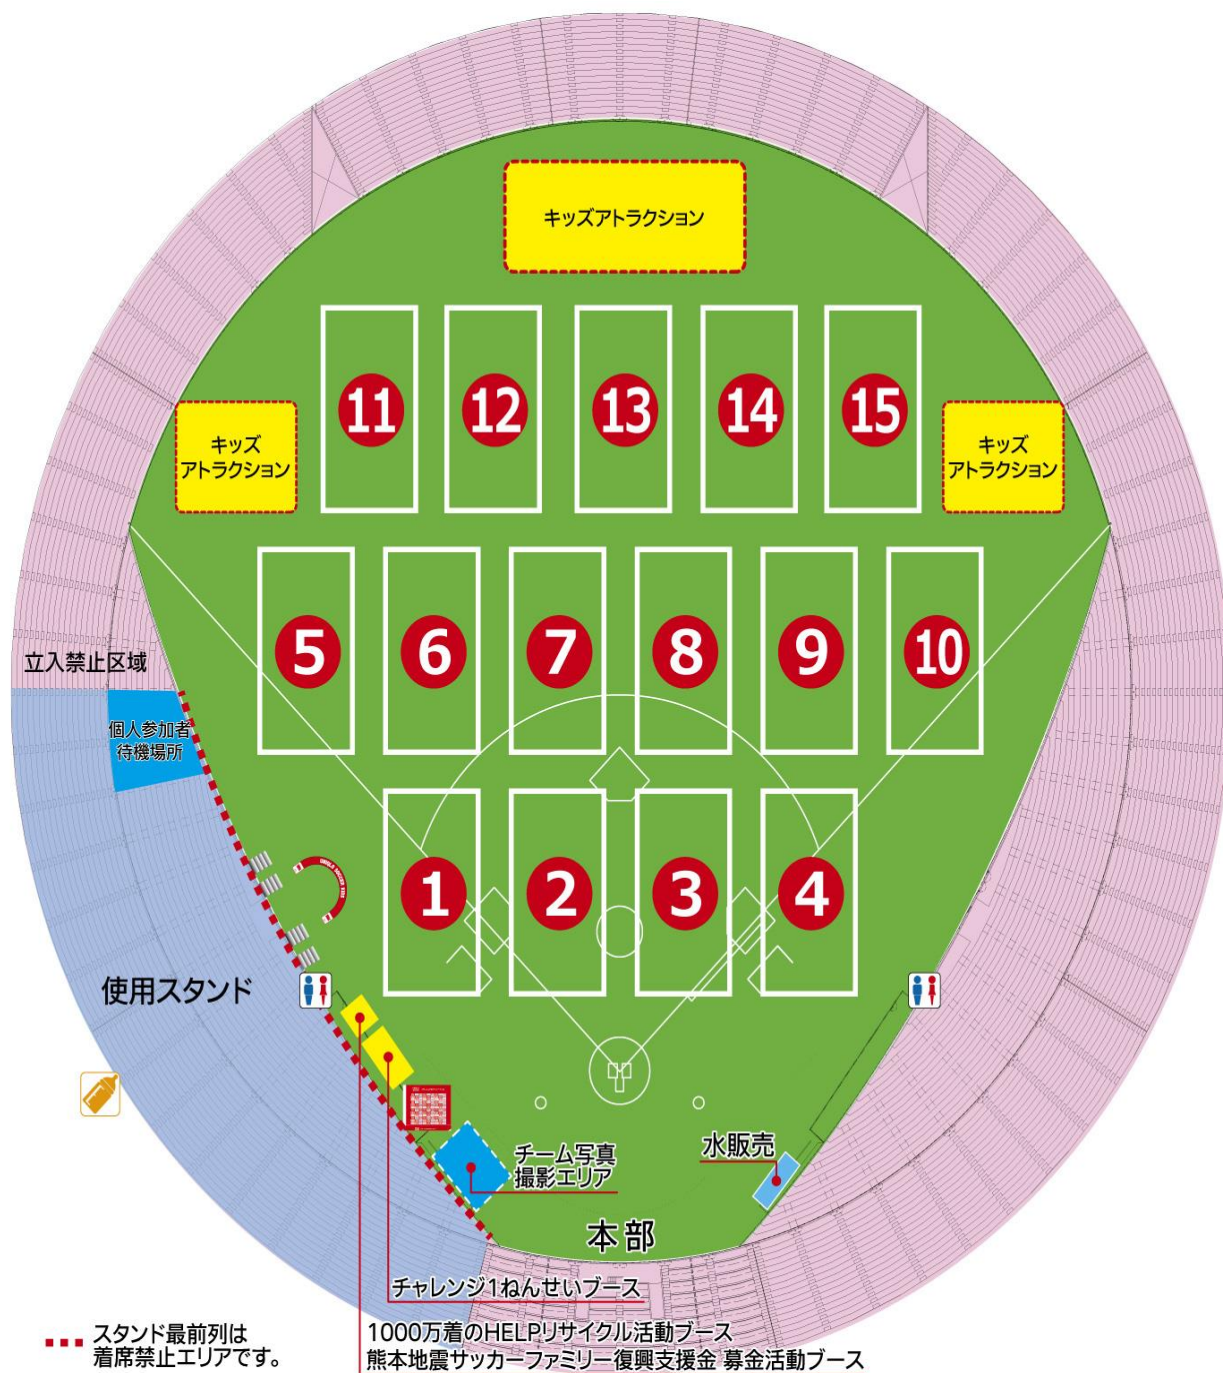 キッズアトラクション
11
12
13
14
15
キッズ
アトラクション
キッズ
アトラクション
5
6
7
8
9
10
立入禁止区域
個人参加者
待機場所
1
2
3
4
使用スタンド
チーム写真
撮影エリア
水販売
本部
チャレンジ1ねんせいブース
1000万着のHELPリサイクル活動ブース
熊本地震サッカーファミリー復興支援金 募金活動ブース
スタンド最前列は
着席禁止エリアです。